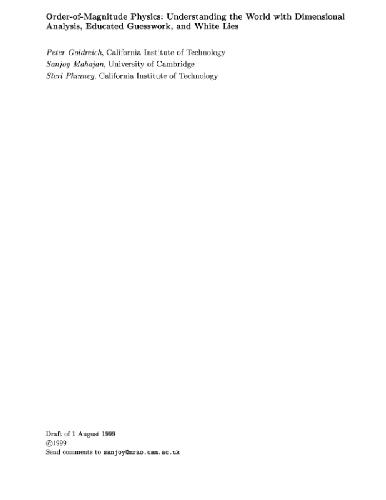 Order-of-Magnitude Physics: Understanding the World with Dimensional
Analysis, Educated Guesswork, and White Lies
Peter Goldreich, California Institute of Technology
Sanjoy Mahajan, University of Cambridge
Sterl Phinney, California Institute of Technology
Draft of 1 August 1999
©1999
Send comments to sanjoy@mrao.cam.ac.uk